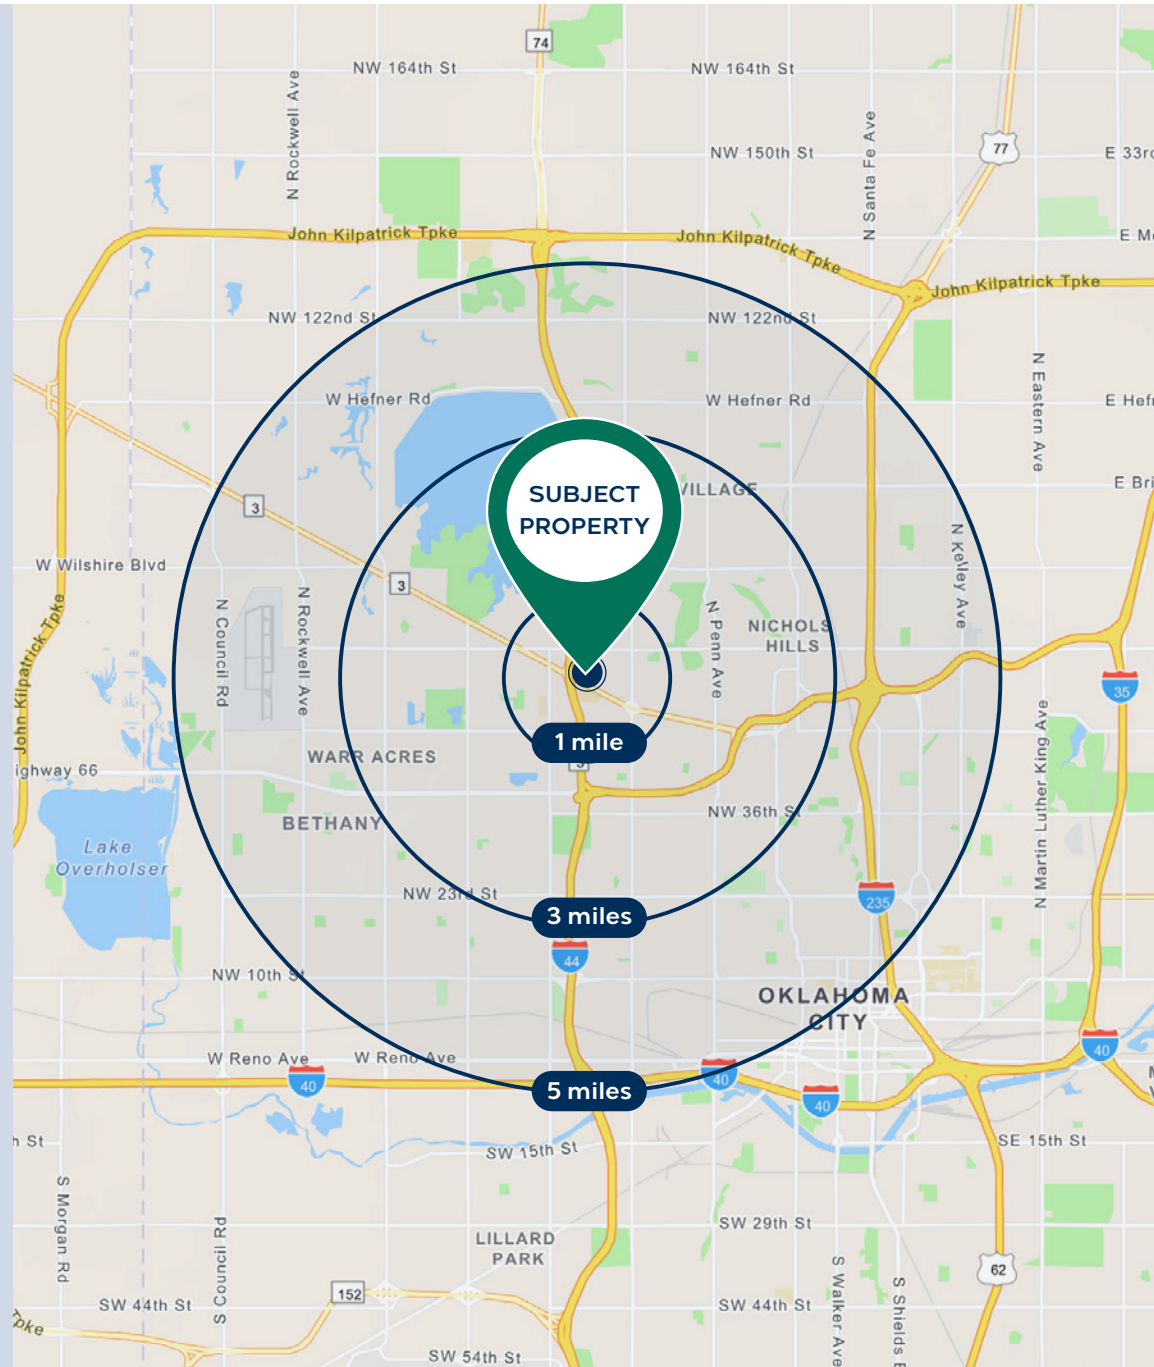 74
NW 164th St
NW 164th St
N Rockwell Ave
N Santa Fe Ave
77
NW 150th St
E 33rd
John Kilpatrick Tpke
John Kilpatrick Tpke
John Kilpatrick Tpke
NW 122nd St
NW 122nd St
N Eastern Ave
W Hefner Rd
W Hefner Rd
E Hef
SUBJECT
PROPERTY
VILLAGE
E Bri
3
W Wilshire Blvd
3
N Kelley Ave
John Kilpatrick Tpke
N Council Rd
N Rockwell Ave
N Penn Ave
NICHOLS
HILLS
35
1 mile
3
WARR ACRES
ighway 66
N Martin Luther King Ave
BETHANY
NW 36th St
Lake
Overholser
NW 23rd St
235
3 miles
44
NW 10th St
OKLAHOMA
CITY
W Reno Ave
W Reno Ave
40
40
40
40
5 miles
h St
SW 15th St
SE 15th St
S Morgan Rd
S Council Rd
SW 29th St
LILLARD
PARK
S Walker Ave
S Shields
62
152
SW 44th St
SW 44th St
Tpke
SW 54th St